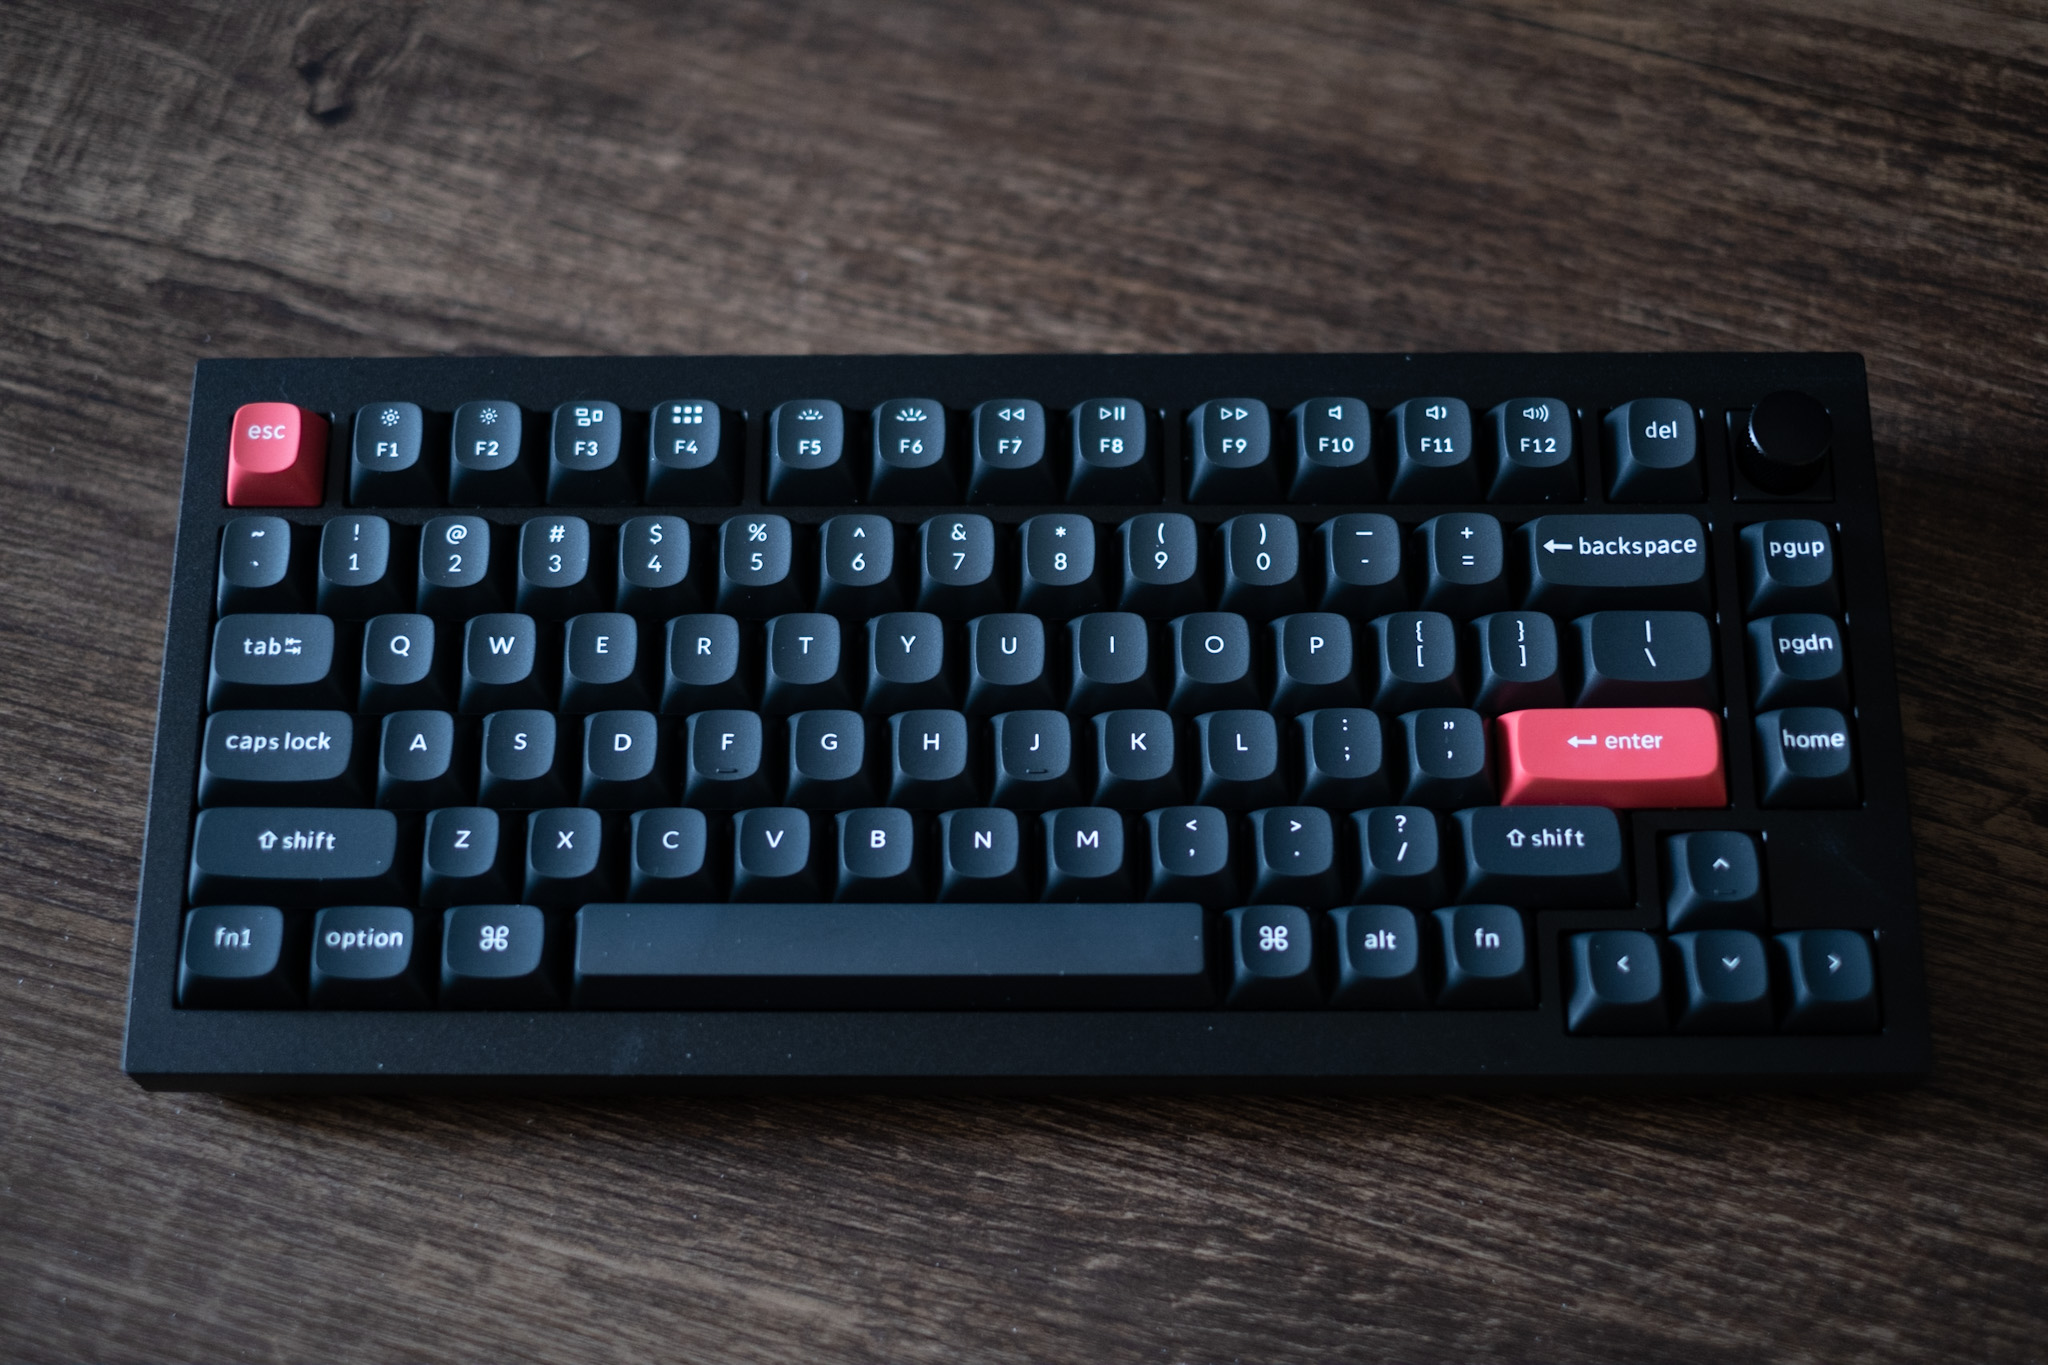 esc F1 F2 F3 F4 F5 F6 F7 F8 F9 F10 F11 F12 del
~ ! @ # $ % ^ & * ( ) — +
` 1 2 3 4 5 6 7 8 9 0 - = ← backspace pgup
tab Q W E R T Y U I O P { [ } ] | \ pgdn
caps lock A S D F G H J K L : ; " ' ↵ enter home
⇧ shift Z X C V B N M < , > . ? / ⇧ shift ^
fn1 option ⌘ ⌘ alt fn < ⌄ >